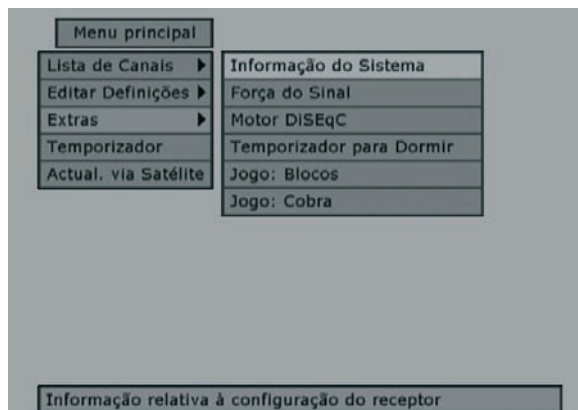 Menu principal
Lista de Canais
Editar Definições
Extras
Temporizador
Actual. via Satélite
Informação do Sistema
Força do Sinal
Motor DiSEqC
Temporizador para Dormir
Jogo: Blocos
Jogo: Cobra
Informação relativa à configuração do receptor